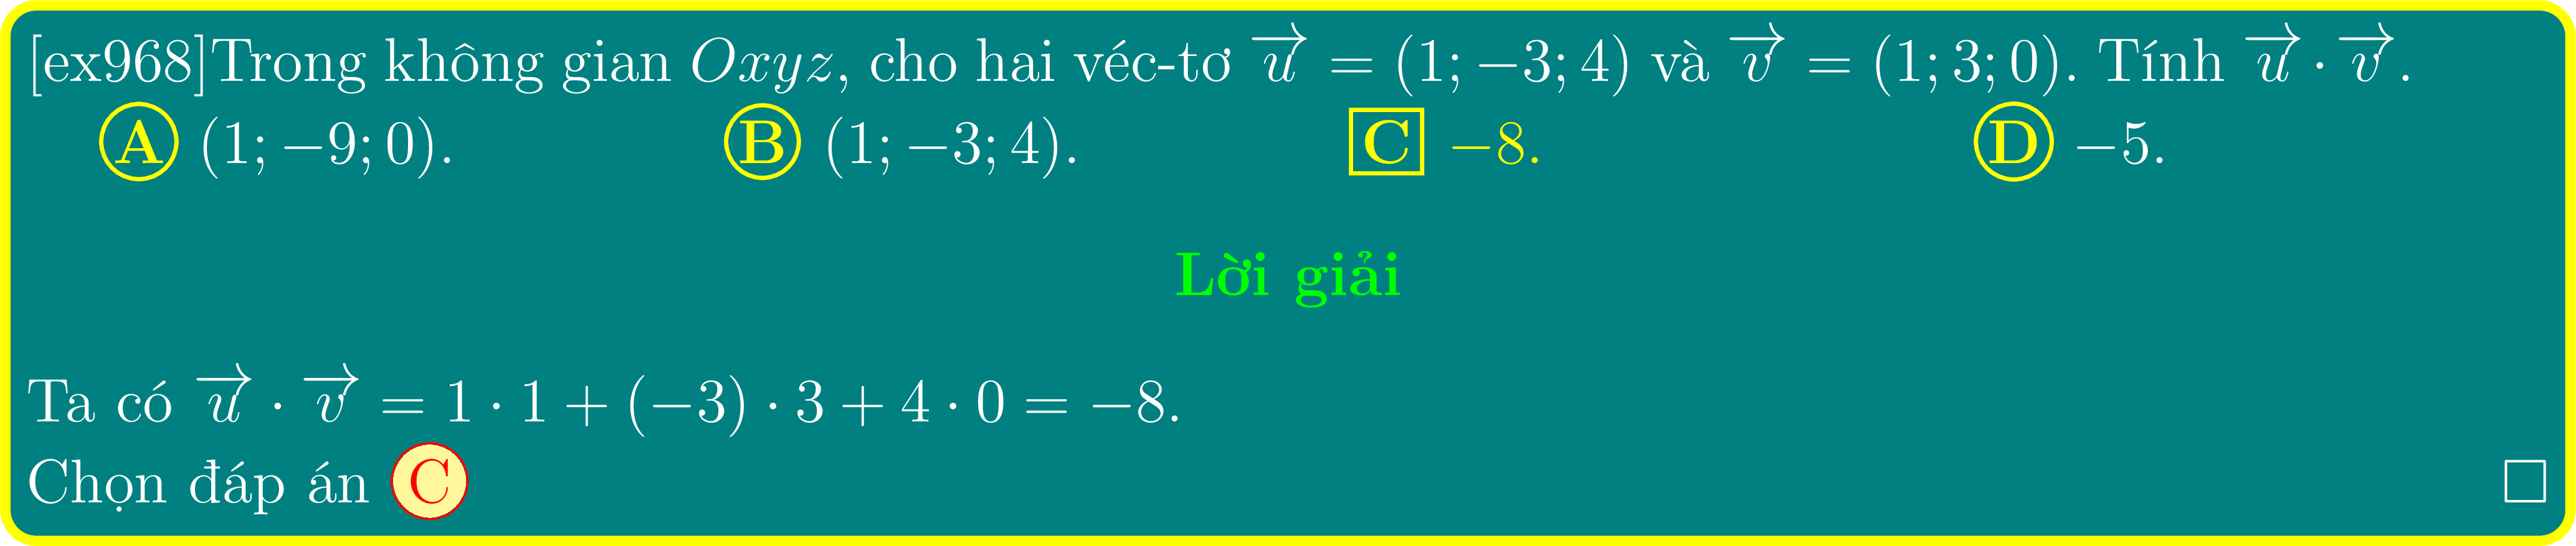 [ex968]Trong không gian Oxyz, cho hai véc-tơ $\overrightarrow{u} = (1; -3; 4)$ và $\overrightarrow{v} = (1; 3; 0)$. Tính $\overrightarrow{u} \cdot \overrightarrow{v}$.
A (1; −9; 0). B (1; −3; 4). C −8. D −5.
Lời giải
Ta có $\overrightarrow{u} \cdot \overrightarrow{v} = 1 \cdot 1 + (-3) \cdot 3 + 4 \cdot 0 = -8$.
Chọn đáp án C □